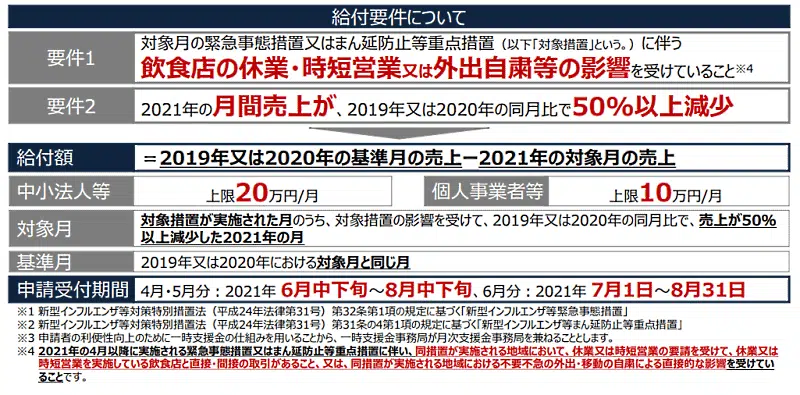 給付要件について
要件1
対象月の緊急事態措置又はまん延防止等重点措置（以下「対象措置」という。）に伴う
飲食店の休業・時短営業又は外出自粛等の影響を受けていること※4
要件2
2021年の月間売上が、2019年又は2020年の同月比で50%以上減少
給付額
＝2019年又は2020年の基準月の売上ー2021年の対象月の売上
中小法人等
上限20万円/月
個人事業者等
上限10万円/月
対象月
対象措置が実施された月のうち、対象措置の影響を受けて、2019年又は2020年の同月比で、売上が50%
以上減少した2021年の月
基準月
2019年又は2020年における対象月と同じ月
申請受付期間
4月・5月分：2021年 6月中下旬～8月中下旬、6月分：2021年 7月1日～8月31日
※1 新型インフルエンザ等対策特別措置法（平成24年法律第31号）第32条第1項の規定に基づく「新型インフルエンザ等緊急事態措置」
※2 新型インフルエンザ等対策特別措置法（平成24年法律第31号）第31条の4第1項の規定に基づく「新型インフルエンザ等まん延防止等重点措置」
※3 申請者の利便性向上のために一時支援金の仕組みを用いることから、一時支援金事務局が月次支援金事務局を兼ねることとします。
※4 2021年の4月以降に実施される緊急事態措置又はまん延防止等重点措置に伴い、同措置が実施される地域において、休業又は時短営業の要請を受けて、休業又は
時短営業を実施している飲食店と直接・間接の取引があること、又は、同措置が実施される地域における不要不急の外出・移動の自粛による直接的な影響を受けてい
ることです。